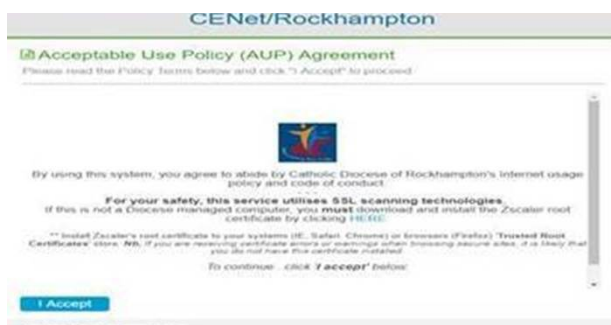 CENet/Rockhampton
Acceptable Use Policy (AUP) Agreement
Please read the Policy Terms below and click "I Accept" to proceed.
By using this system, you agree to abide by Catholic Diocese of Rockhampton's internet usage
policy and code of conduct.
For your safety, this service utilises SSL scanning technologies.
If this is not a Diocese managed computer, you must download and install the Zscaler root
certificate by clicking HERE.
** Install Zscaler's root certificate to your systems (IE, Safari, Chrome) or browsers (Firefox) 'Trusted Root
Certificates' store. NB, if you are receiving certificate errors or warnings when browsing secure sites, it is likely that
you do not have this certificate installed.
To continue...click 'I accept' below:
I Accept